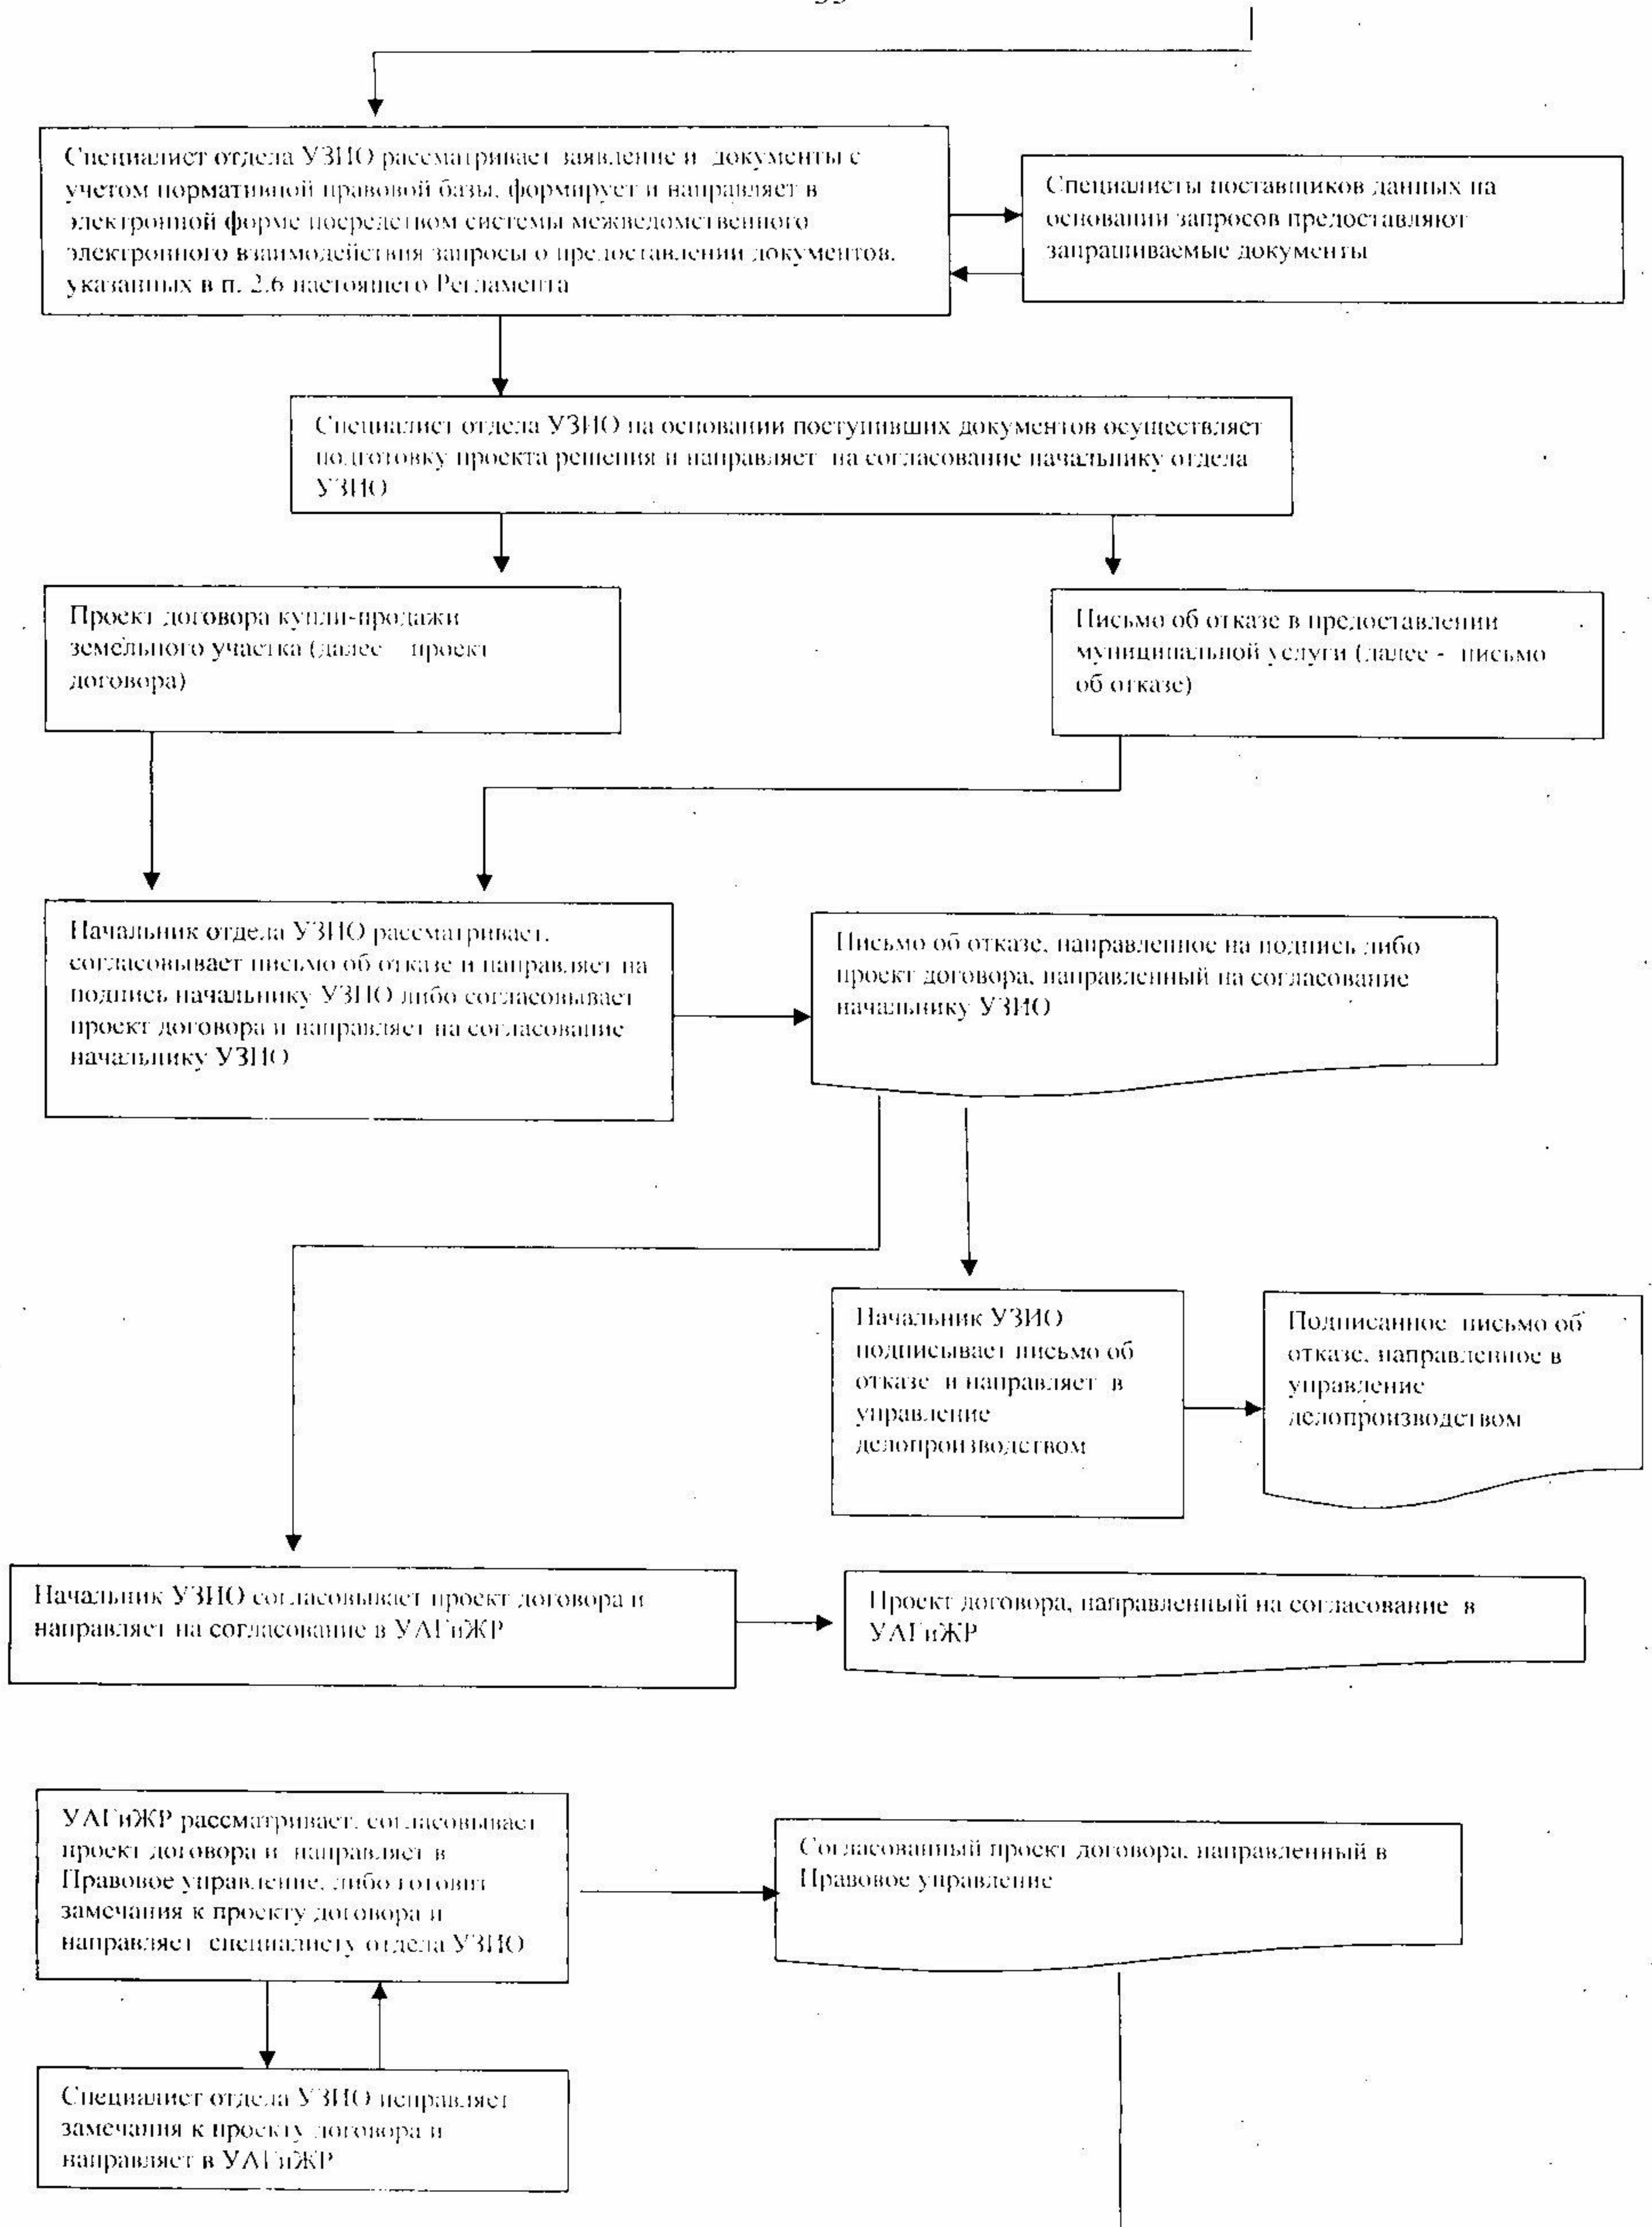 Специалист отдела УЗИО рассматривает заявление и документы с
учетом нормативной правовой базы, формирует и направляет в
электронной форме посредством системы межведомственного
электронного взаимодействия запросы о предоставлении документов,
указанных в п. 2.6 настоящего Регламента
Специалисты поставщиков данных на
основании запросов предоставляют
запрашиваемые документы
Специалист отдела УЗИО на основании поступивших документов осуществляет
подготовку проекта решения и направляет на согласование начальнику отдела
УЗИО
Проект договора купли-продажи
земельного участка (далее проект
договора)
Письмо об отказе в предоставлении
муниципальной услуги (далее - письмо
об отказе)
Начальник отдела УЗИО рассматривает,
согласовывает письмо об отказе и направляет на
подпись начальнику УЗИО либо согласовывает
проект договора и направляет на согласование
начальнику УЗИО
Письмо об отказе, направленное на подпись либо
проект договора, направленный на согласование
начальнику УЗИО
Начальник УЗИО
подписывает письмо об
отказе и направляет в
управление
делопроизводством
Подписанное письмо об
отказе, направленное в
управление
делопроизводством
Начальник УЗИО согласовывает проект договора и
направляет на согласование в УАГиЖР
Проект договора, направленный на согласование в
УАГиЖР
УАГиЖР рассматривает, согласовывает
проект договора и направляет в
Правовое управление, либо готовит
замечания к проекту договора и
направляет специалисту отдела УЗИО
Согласованный проект договора, направленный в
Правовое управление
Специалист отдела УЗИО исправляет
замечания к проекту договора и
направляет в УАГиЖР